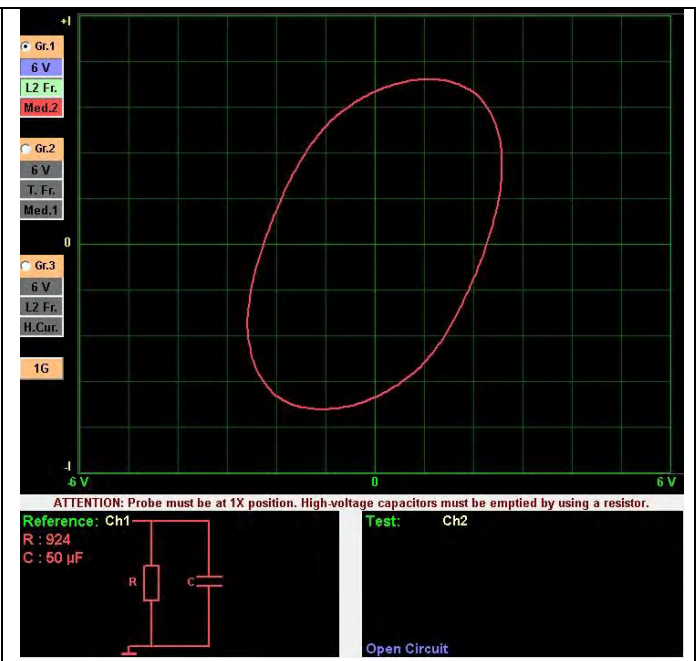 +I
Gr.1
6 V
L2 Fr.
Med.2
Gr.2
6 V
T. Fr.
Med.1
0
Gr.3
6 V
L2 Fr.
H.Cur.
1G
-I
-6 V 0 6 V
ATTENTION: Probe must be at 1X position. High-voltage capacitors must be emptied by using a resistor.
Reference: Ch1
R : 924
C : 50 µF
R C
Test: Ch2
Open Circuit